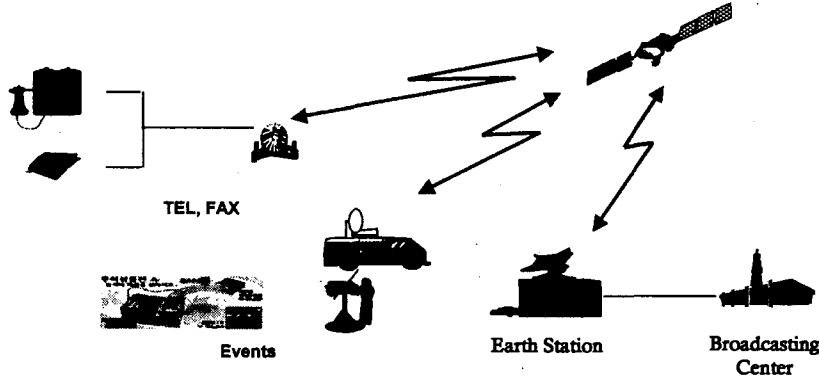 TEL, FAX
Events
Earth Station
Broadcasting
Center